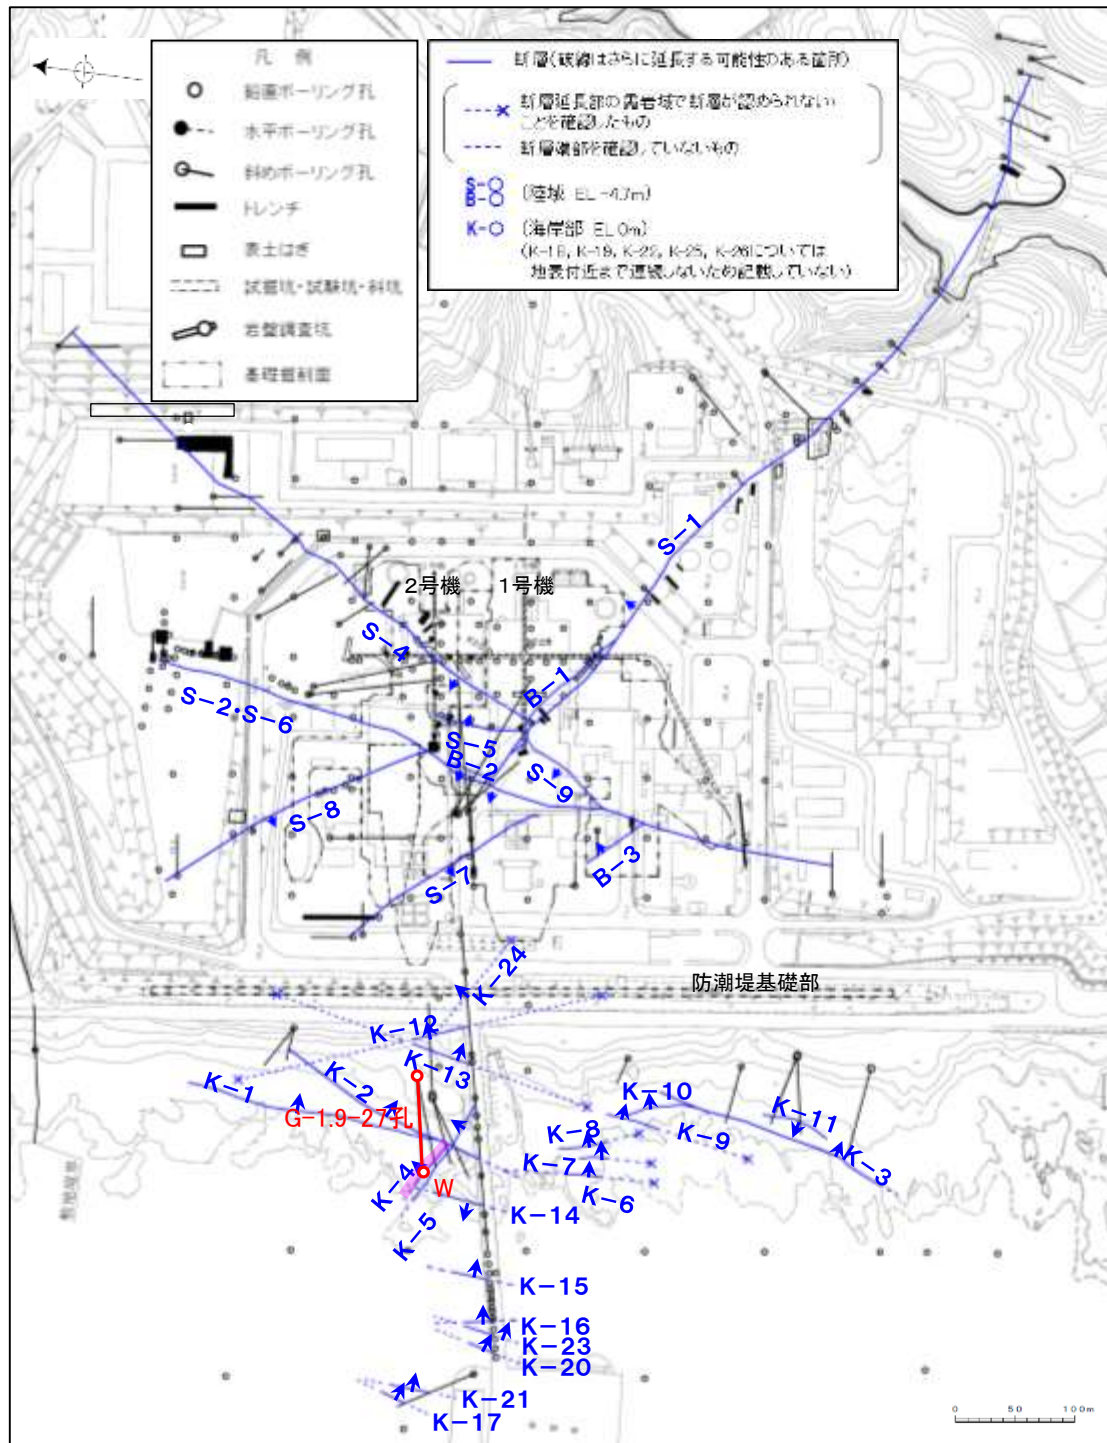 凡 例
鉛直ボーリング孔
水平ボーリング孔
斜めボーリング孔
トレンチ
表土はぎ
試掘坑・試験坑・斜坑
岩盤調査坑
基礎掘削面
断層(破線はさらに延長する可能性のある箇所)
断層延長部の露岩域で断層が認められない
ことを確認したもの
断層端部を確認していないもの
S-○
B-○
(陸域 EL-4.7m)
K-○
(海岸部 EL0m)
(K-18, K-19, K-22, K-25, K-26については
地表付近まで連続しないため記載していない)
S-1
2号機
1号機
S-4
B-1
S-2・S-6
S-5
B-2
S-9
S-8
B-3
S-7
K-24
防潮堤基礎部
K-12
K-13
K-2
K-1
K-10
K-11
G-1.9-27孔
K-8
K-9
K-3
K-7
K-4
W
K-6
K-5
K-14
敷地境界
K-15
K-16
K-23
K-20
K-21
K-17
0 50 100m